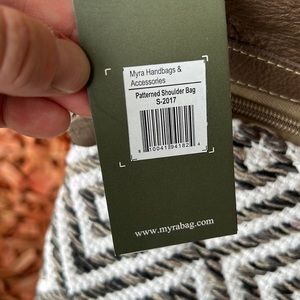 Myra Handbags &
Accessories
Patterned Shoulder Bag
S-2017
www.myrabag.com